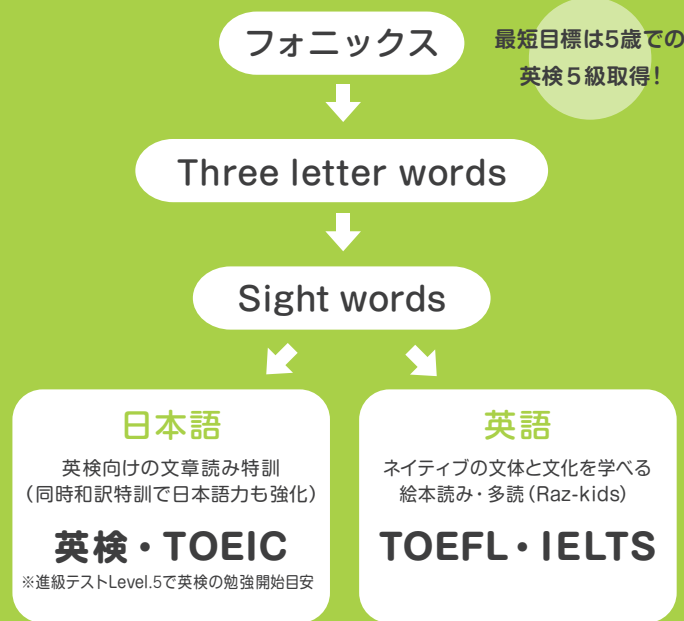 フォニックス
最短目標は5歳での
英検5級取得！
Three letter words
Sight words
日本語
英検向けの文章読み特訓
（同時和訳特訓で日本語力も強化）
英検・TOEIC
※進級テストLevel.5で英検の勉強開始目安
英語
ネイティブの文体と文化を学べる
絵本読み・多読（Raz-kids）
TOEFL・IELTS